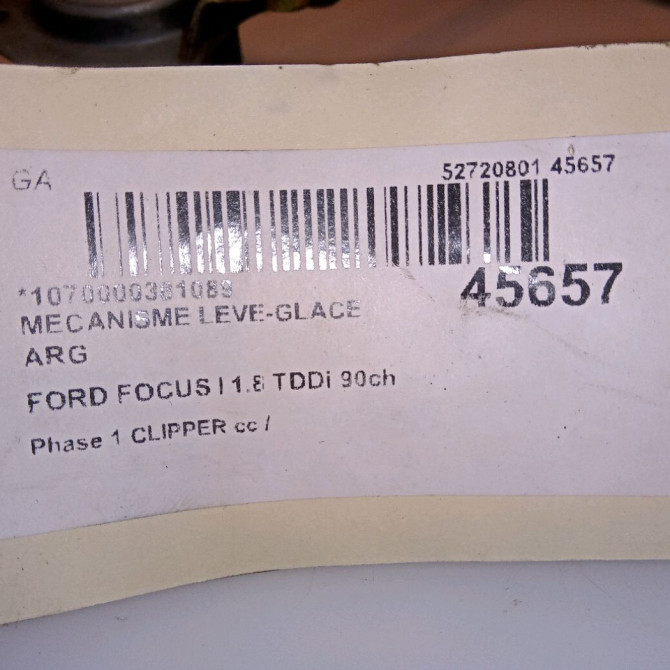 GA
52720801 45657
*1070000381089
45657
MECANISME LEVE-GLACE
ARG
FORD FOCUS I 1.8 TDDi 90ch
Phase 1 CLIPPER cc /